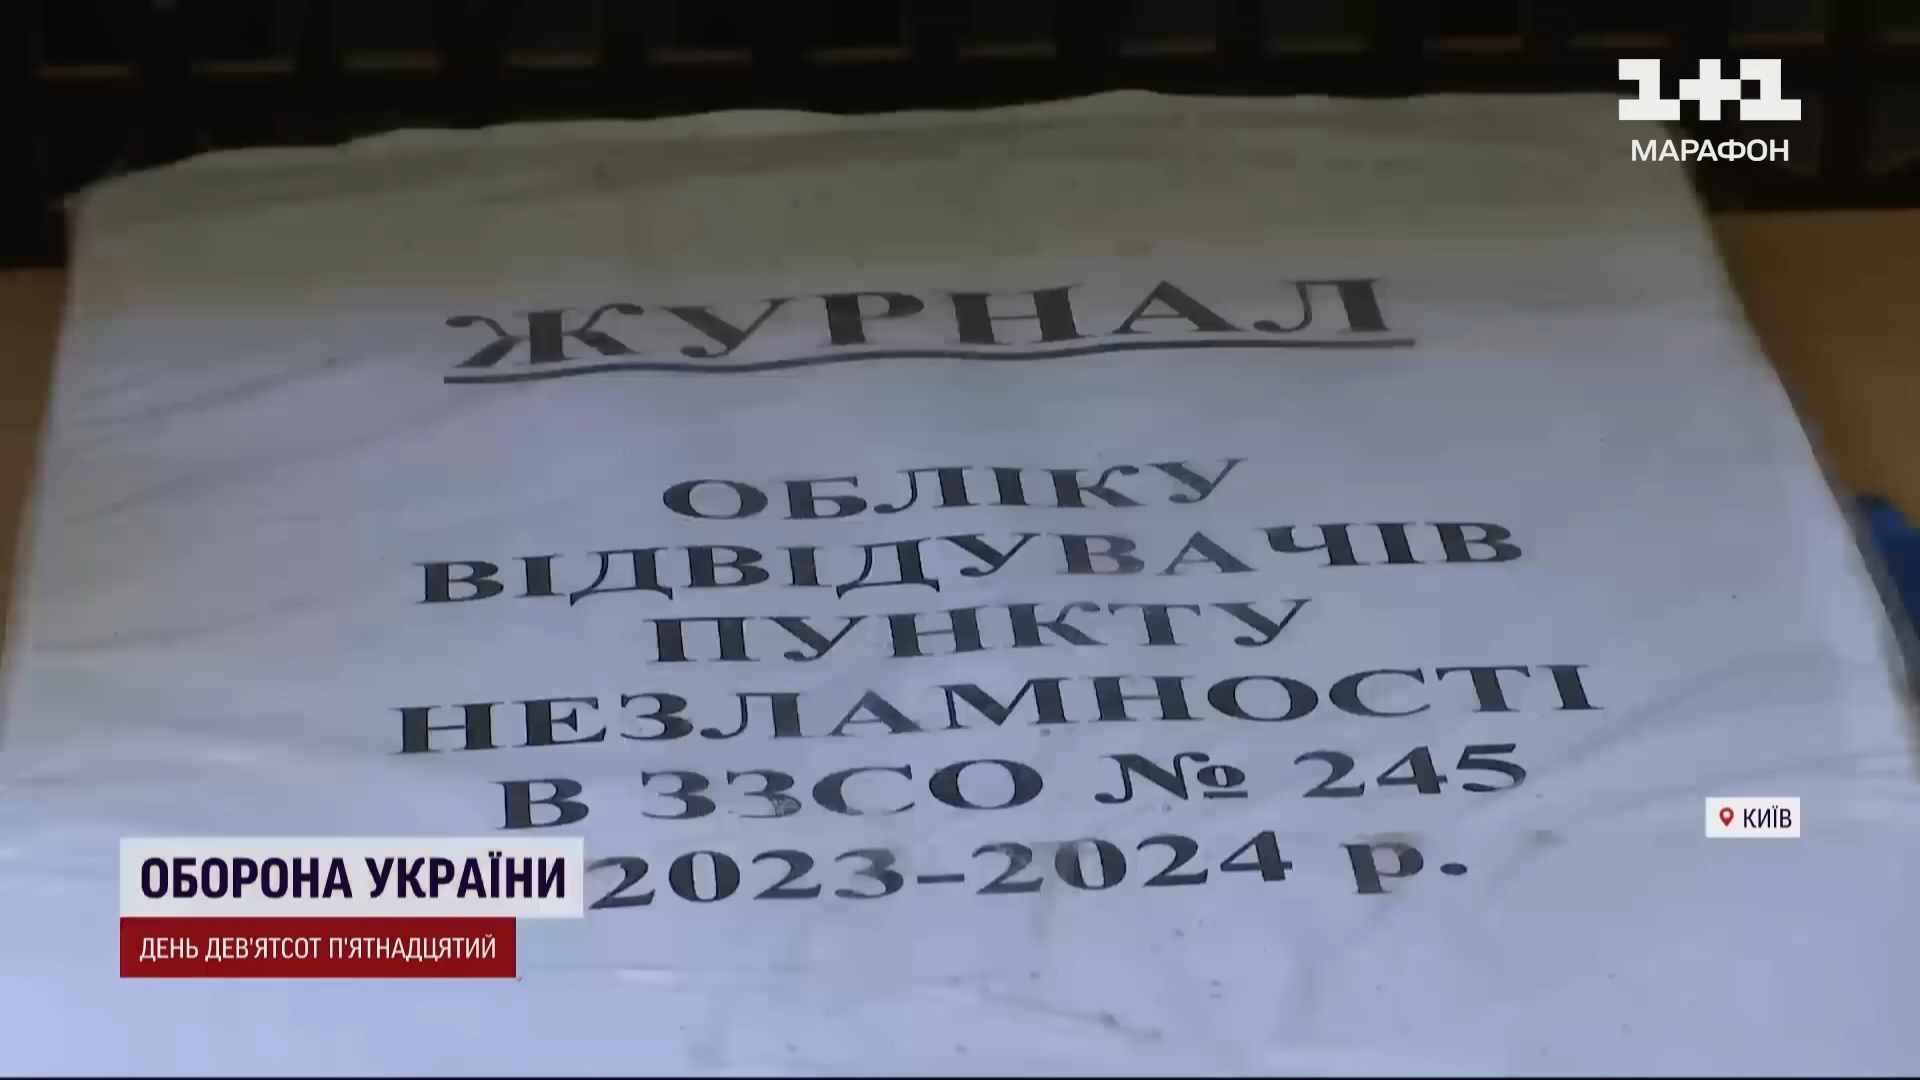 1+1
МАРАФОН
ЖУРНАЛ
ОБЛІКУ
ВІДВІДУВАЧІВ
ПУНКТУ
НЕЗЛАМНОСТІ
В ЗЗСО № 245
2023-2024 р.
КИЇВ
ОБОРОНА УКРАЇНИ
ДЕНЬ ДЕВ'ЯТСОТ П'ЯТНАДЦЯТИЙ